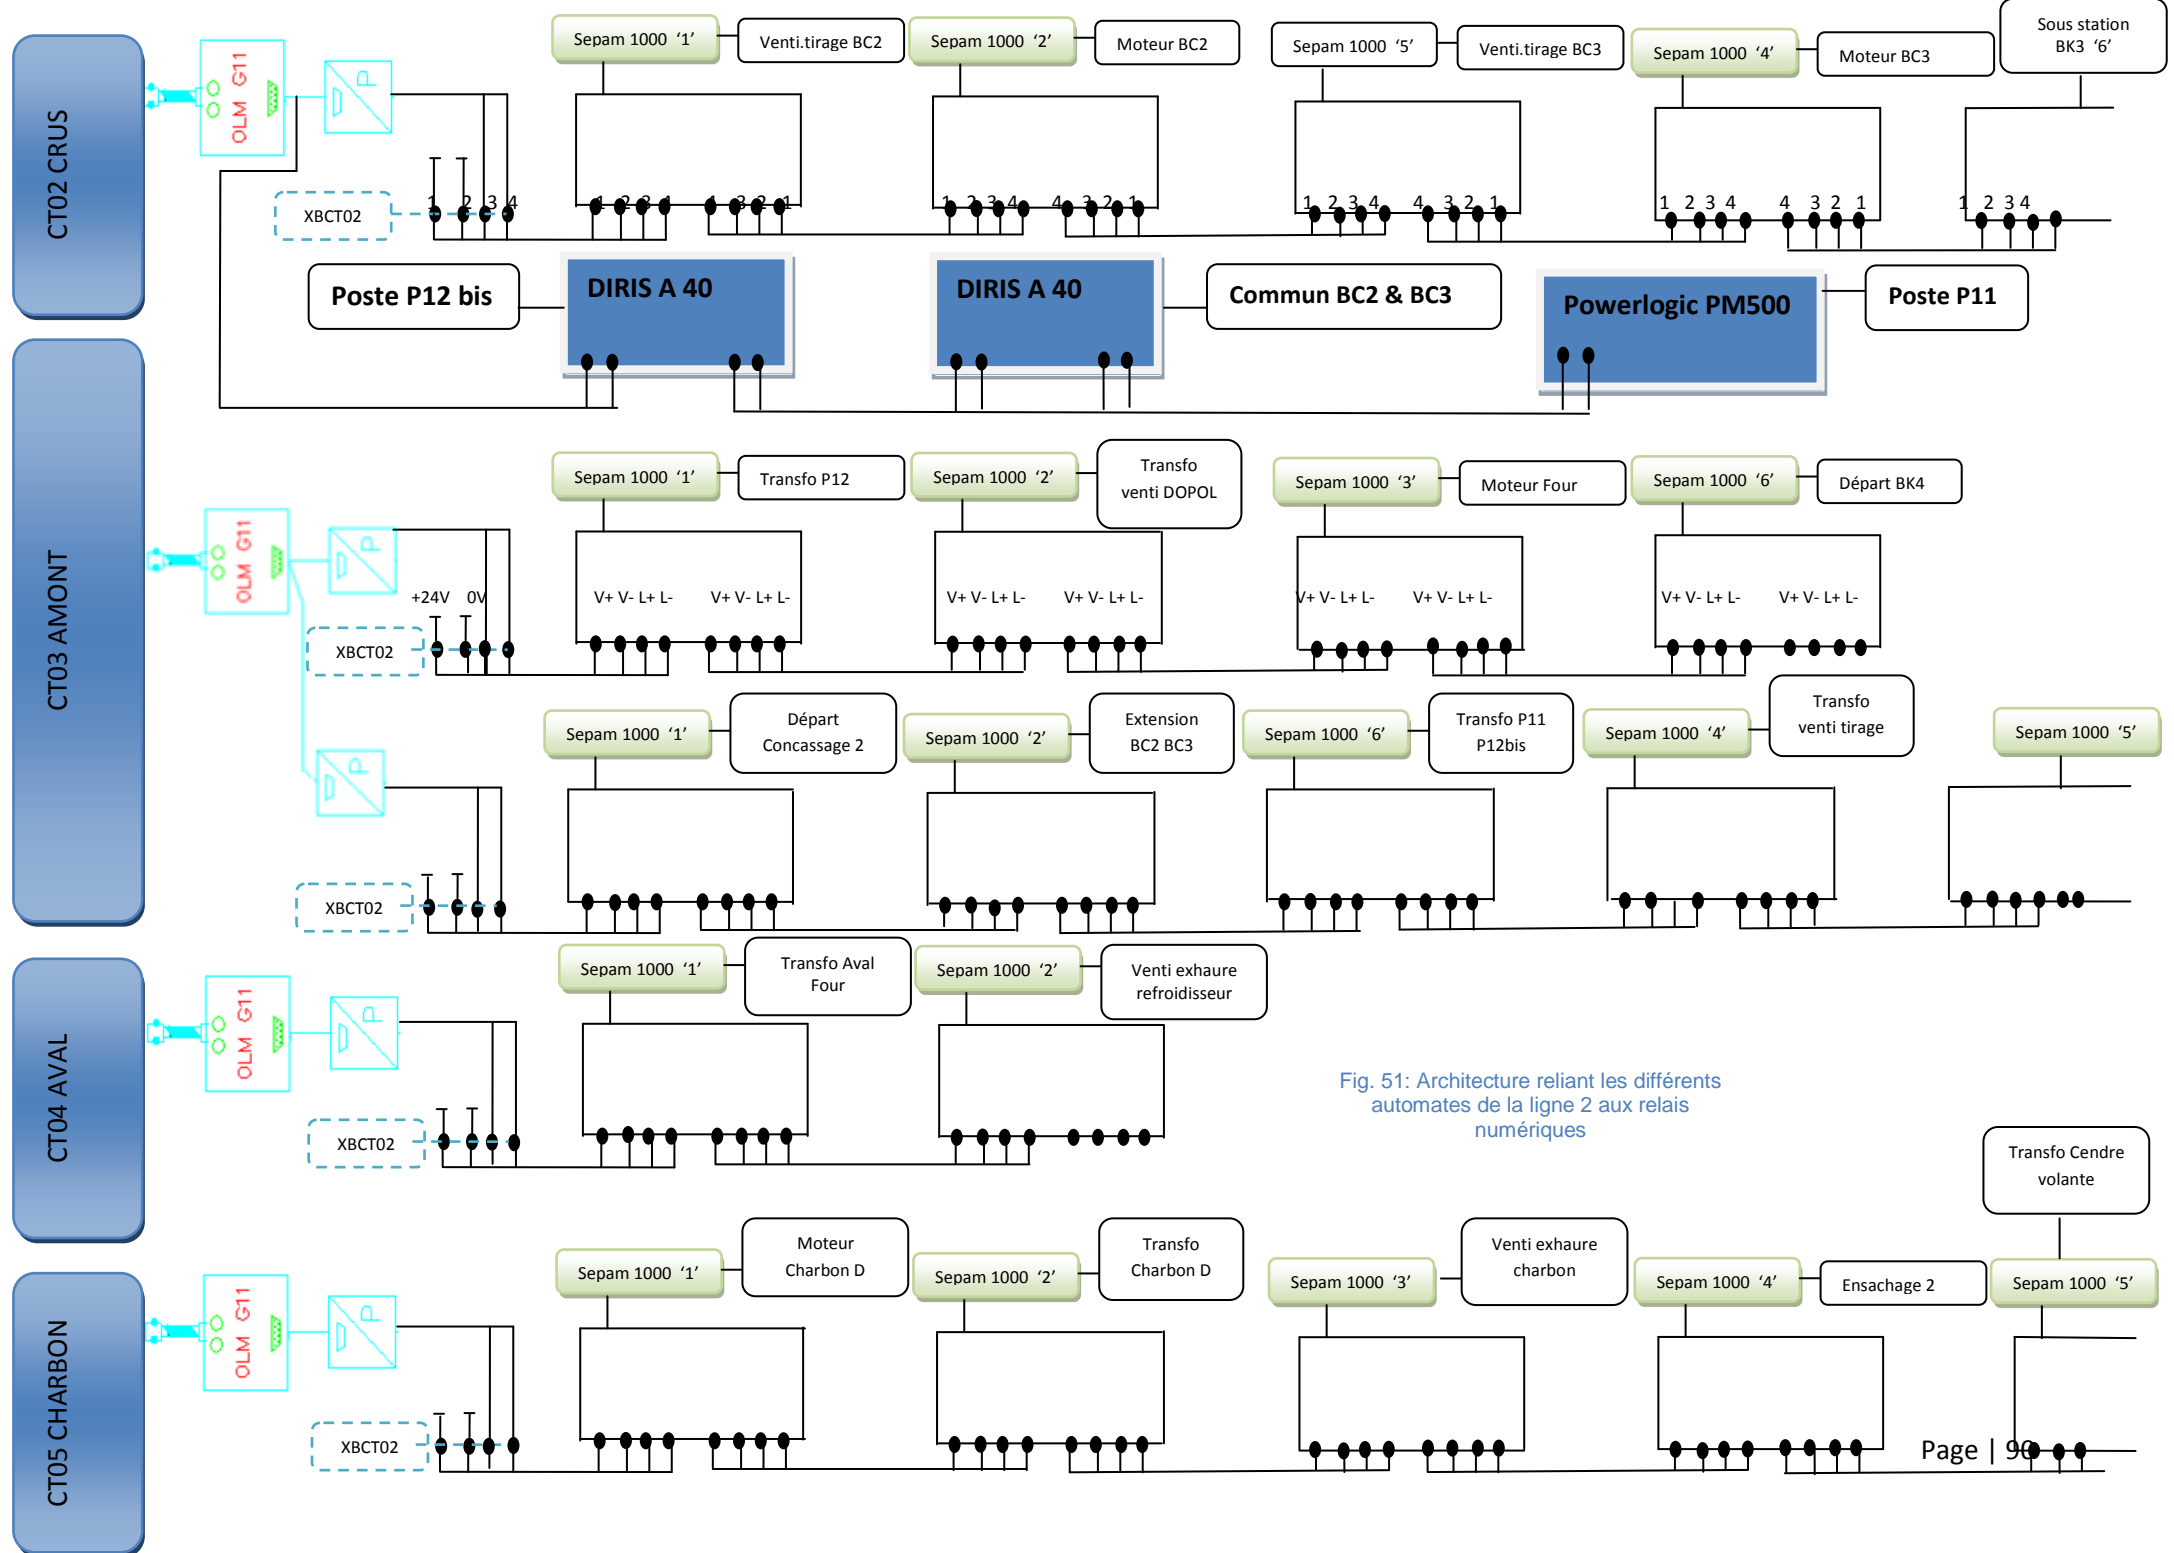 CT02 CRUS
OLM G11
P
XBCT02
1 2 3 4
Sepam 1000 ‘1’
Venti.tirage BC2
Sepam 1000 ‘2’
Moteur BC2
Sepam 1000 ‘5’
Venti.tirage BC3
Sepam 1000 ‘4’
Moteur BC3
Sous station
BK3 ‘6’
1 2 3 4
4 3 2 1
1 2 3 4
4 3 2 1
1 2 3 4
4 3 2 1
1 2 3 4
4 3 2 1
1 2 3 4
Poste P12 bis
DIRIS A 40
DIRIS A 40
Commun BC2 & BC3
Powerlogic PM500
Poste P11
CT03 AMONT
OLM G11
P
+24V 0V
XBCT02
Sepam 1000 ‘1’
Transfo P12
Sepam 1000 ‘2’
Transfo
venti DOPOL
Sepam 1000 ‘3’
Moteur Four
Sepam 1000 ‘6’
Départ BK4
V+ V- L+ L-
V+ V- L+ L-
V+ V- L+ L-
V+ V- L+ L-
V+ V- L+ L-
V+ V- L+ L-
V+ V- L+ L-
V+ V- L+ L-
P
XBCT02
Sepam 1000 ‘1’
Départ
Concassage 2
Sepam 1000 ‘2’
Extension
BC2 BC3
Sepam 1000 ‘6’
Transfo P11
P12bis
Sepam 1000 ‘4’
Transfo
venti tirage
Sepam 1000 ‘5’
CT04 AVAL
OLM G11
P
XBCT02
Sepam 1000 ‘1’
Transfo Aval
Four
Sepam 1000 ‘2’
Venti exhaure
refroidisseur
Fig. 51: Architecture reliant les différents
automates de la ligne 2 aux relais
numériques
CT05 CHARBON
OLM G11
P
XBCT02
Sepam 1000 ‘1’
Moteur
Charbon D
Sepam 1000 ‘2’
Transfo
Charbon D
Sepam 1000 ‘3’
Venti exhaure
charbon
Sepam 1000 ‘4’
Ensachage 2
Transfo Cendre
volante
Sepam 1000 ‘5’
Page | 90